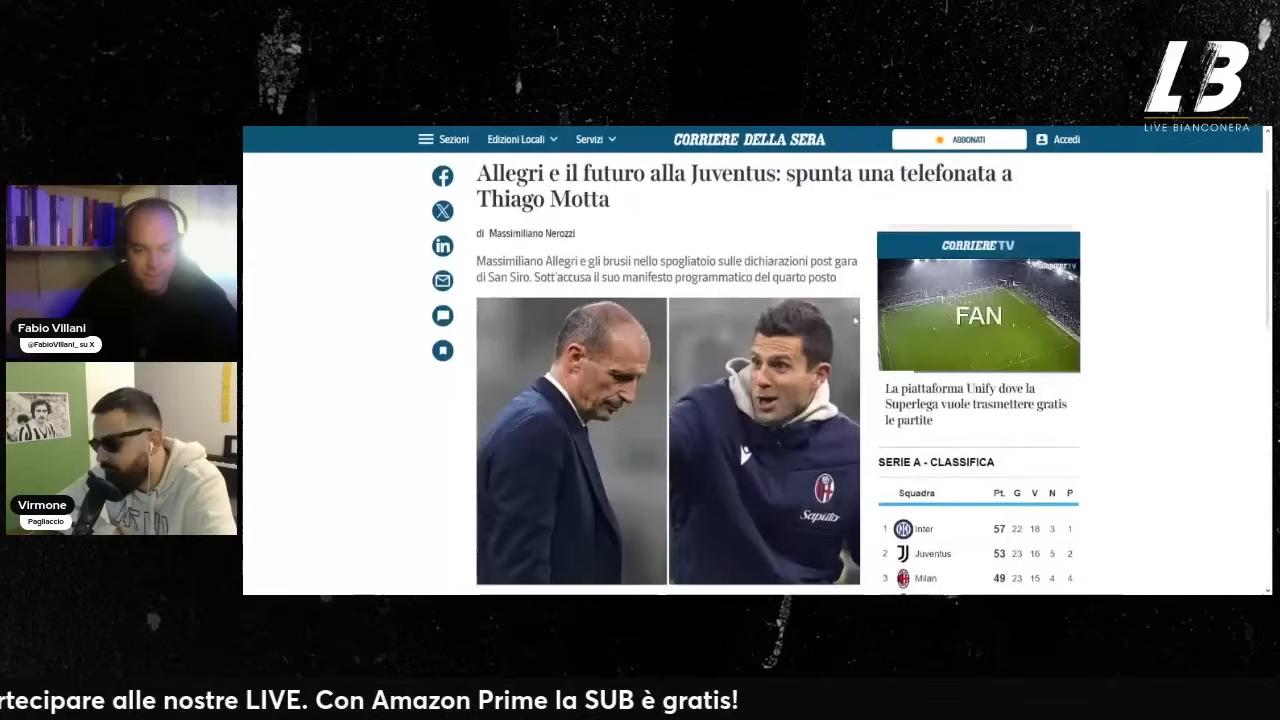 LB
LIVE BIANCONERA
Sezioni
Edizioni Locali
Servizi
CORRIERE DELLA SERA
ABBONATI
Accedi
Allegri e il futuro alla Juventus: spunta una telefonata a
Thiago Motta
di Massimiliano Nerozzi
Massimiliano Allegri e gli brusii nello spogliatoio sulle dichiarazioni post gara
di San Siro. Sott'accusa il suo manifesto programmatico del quarto posto
Saputo
CORRIERE TV
CORRIERE TV
FAN
La piattaforma Unify dove la
Superlega vuole trasmettere gratis
le partite
SERIE A - CLASSIFICA
Squadra Pt. G V N P
1 Inter 57 22 18 3 1
2 Juventus 53 23 16 5 2
3 Milan 49 23 15 4 4
Fabio Villani
@FabioVillani_ su X
Virmone
Pagliaccio
rtecipare alle nostre LIVE. Con Amazon Prime la SUB è gratis!